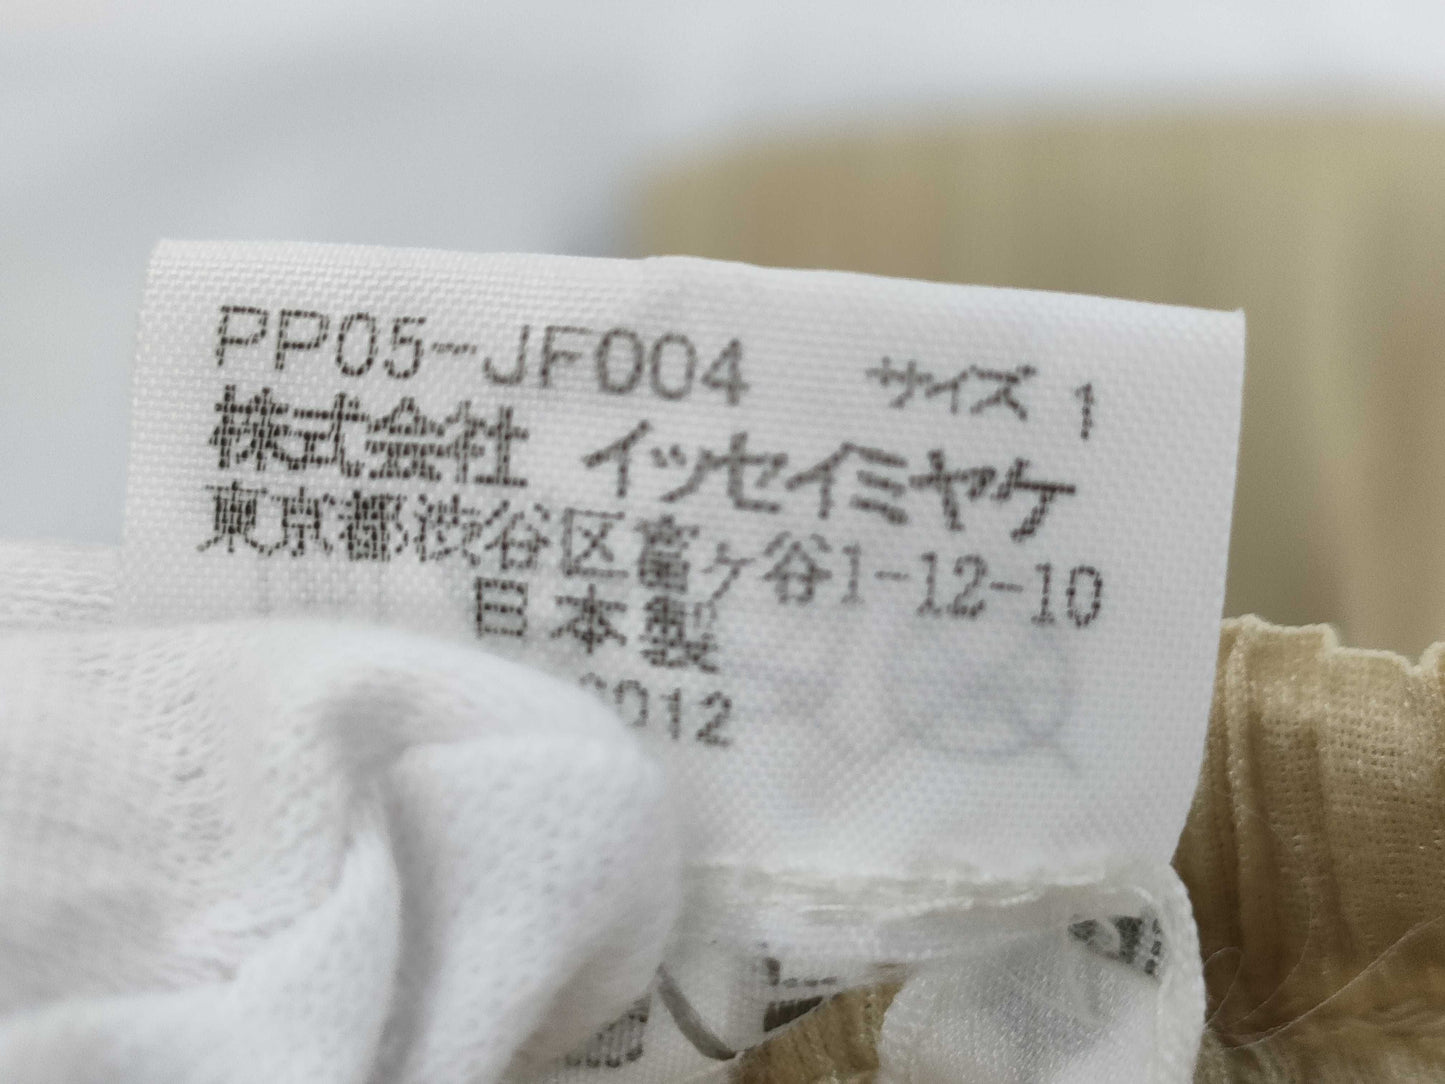 PP05-JF004 サイズ 1
株式会社 イッセイミヤケ
東京都渋谷区富ヶ谷1-12-10
日本製
012